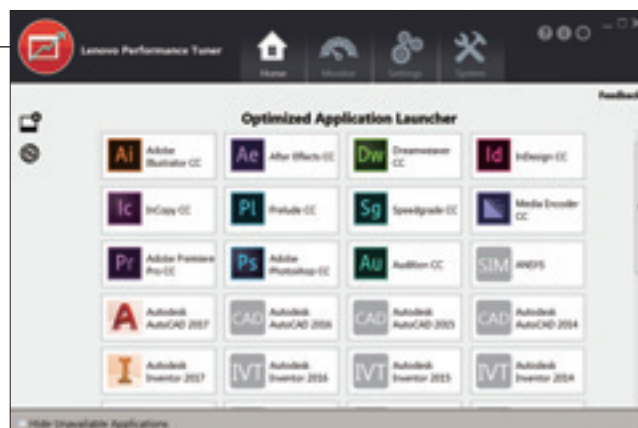 Lenovo Performance Tuner
Home
Monitor
Settings
System
Feedback
Optimized Application Launcher
Ai
Adobe
Illustrator CC
Ae
After Effects CC
Dw
Dreamweaver
CC
Id
InDesign CC
Ic
InCopy CC
Pl
Prelude CC
Sg
Speedgrade CC
Media Encoder
CC
Pr
Adobe Premiere
Pro CC
Ps
Adobe
Photoshop CC
Au
Audition CC
SIM
ANSYS
Autodesk
AutoCAD 2017
CAD
Autodesk
AutoCAD 2016
CAD
Autodesk
AutoCAD 2015
CAD
Autodesk
AutoCAD 2014
Autodesk
Inventor 2017
IVT
Autodesk
Inventor 2016
IVT
Autodesk
Inventor 2015
IVT
Autodesk
Inventor 2014
Hide Unavailable Applications